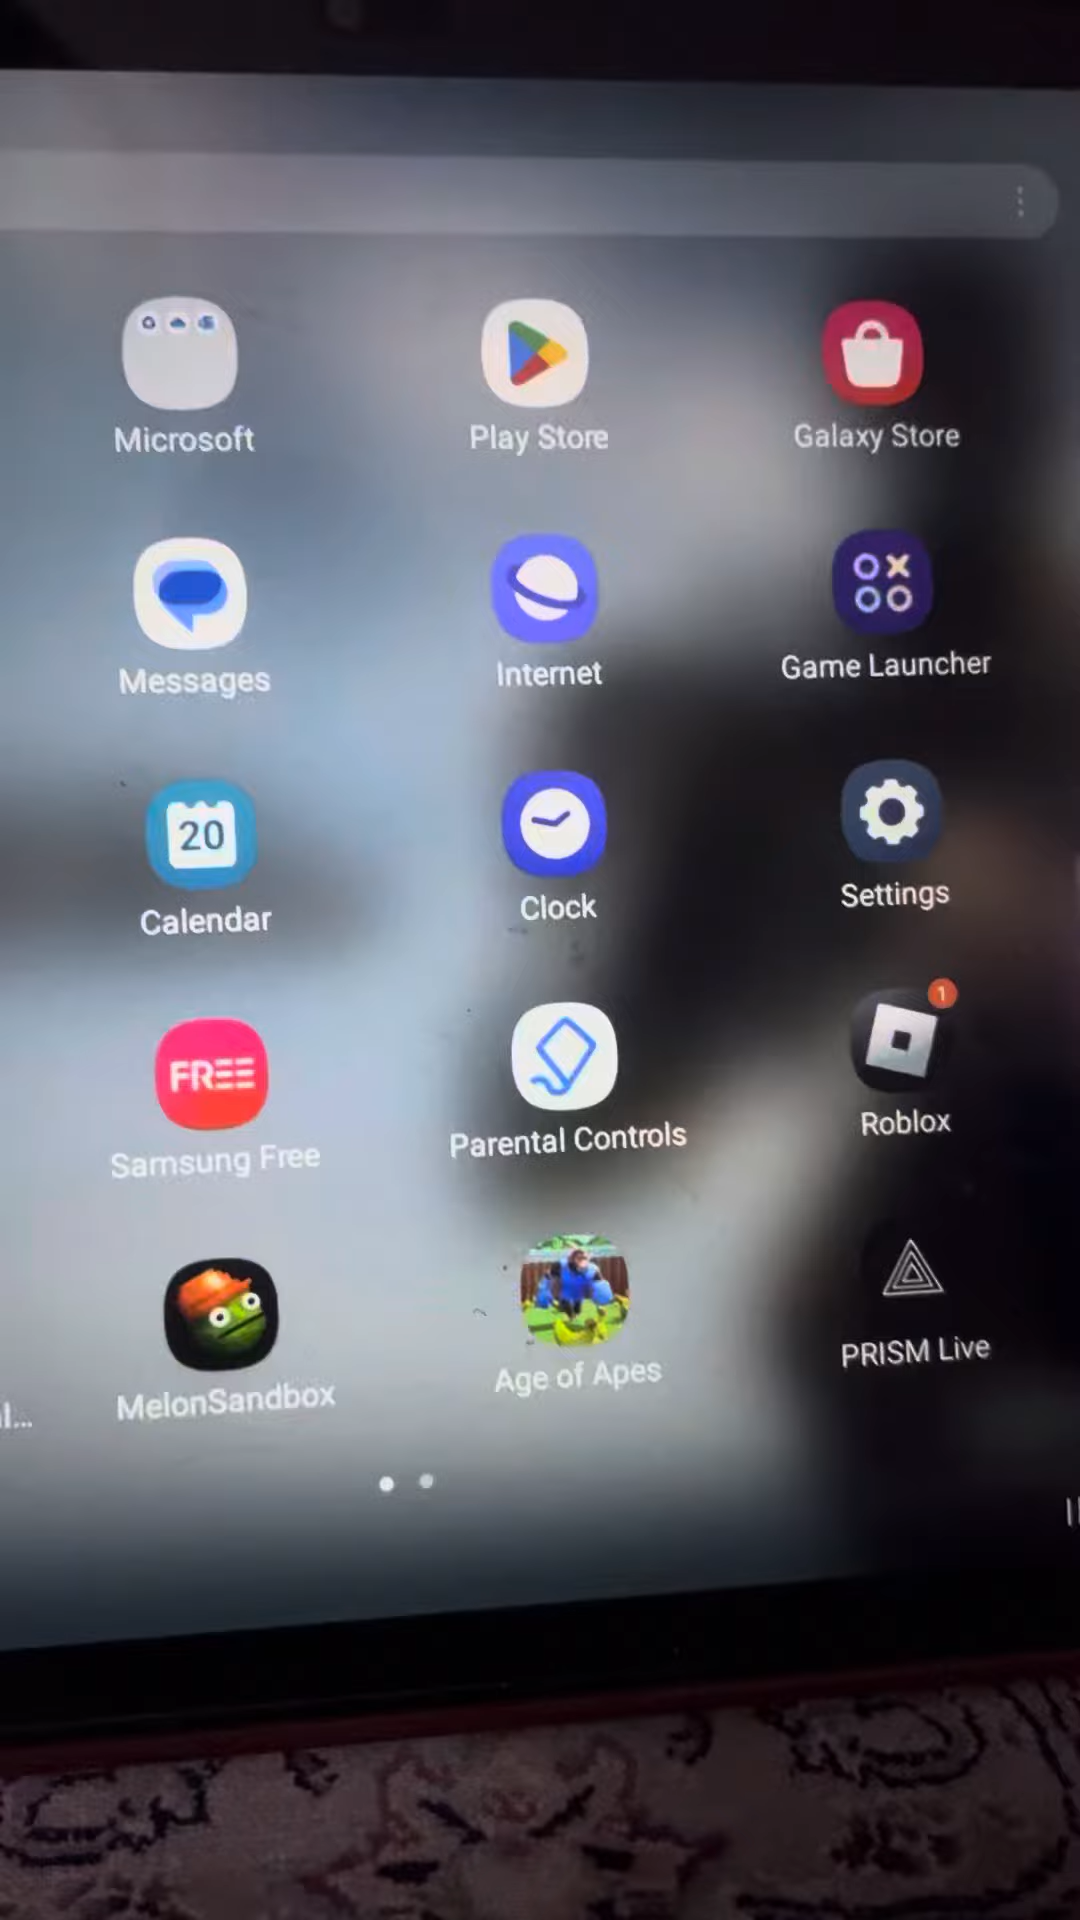 Microsoft
Play Store
Galaxy Store
Messages
Internet
Game Launcher
20
Calendar
Clock
Settings
FREE
Samsung Free
Parental Controls
1
Roblox
MelonSandbox
Age of Apes
PRISM Live